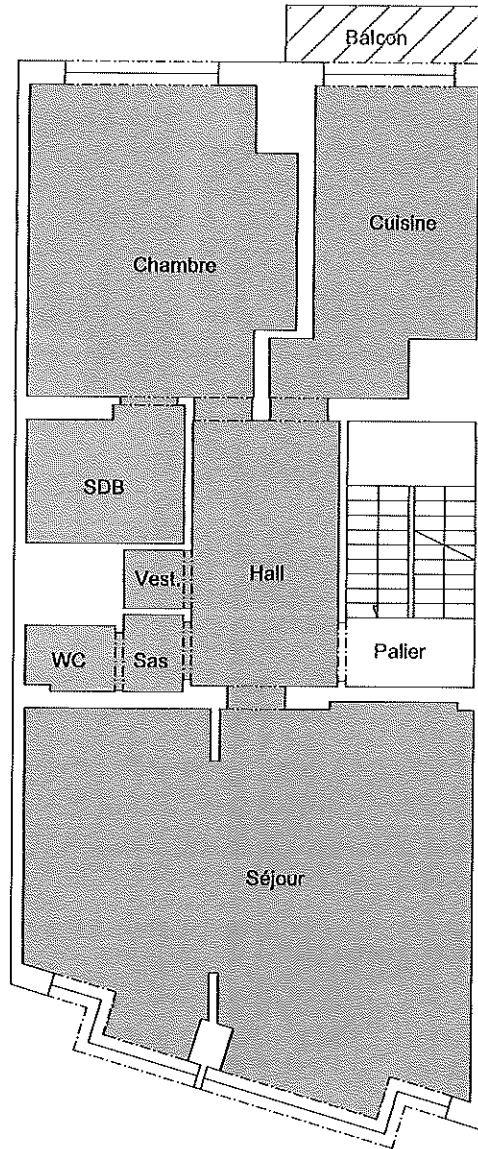 Balcon
Cuisine
Chambre
SDB
Vest.
Hall
WC
Sas
Palier
Séjour